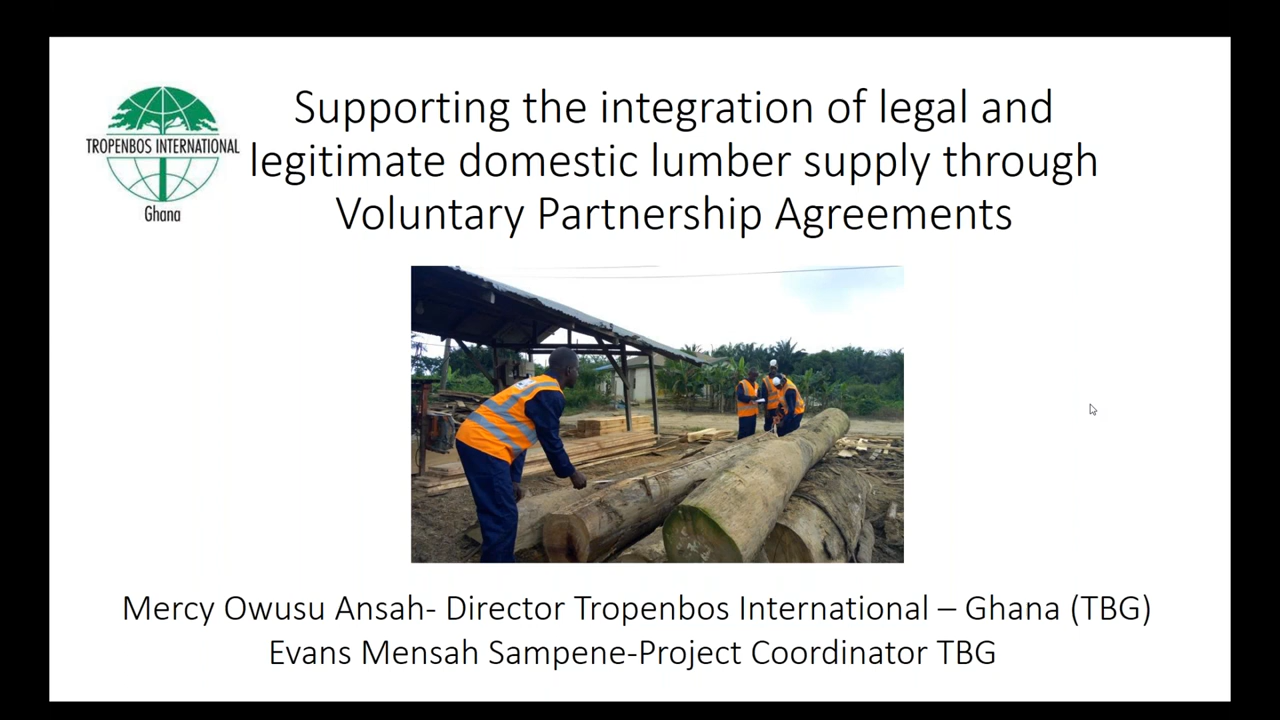 TROPENBOS INTERNATIONAL
Ghana
Supporting the integration of legal and
legitimate domestic lumber supply through
Voluntary Partnership Agreements
Mercy Owusu Ansah- Director Tropenbos International – Ghana (TBG)
Evans Mensah Sampene-Project Coordinator TBG